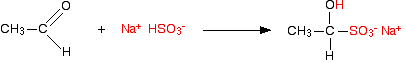 O
OH
CH₃—C + Na⁺ HSO₃⁻ CH₃—C—SO₃⁻ Na⁺
H
H